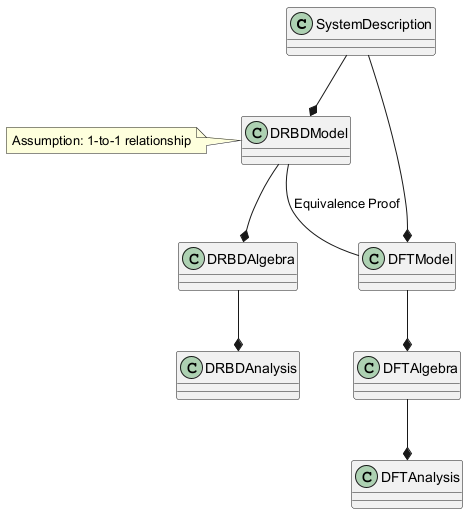 C SystemDescription
Assumption: 1-to-1 relationship
C DRBDModel
Equivalence Proof
C DRBDAlgebra
C DFTModel
C DRBDAnalysis
C DFTAlgebra
C DFTAnalysis